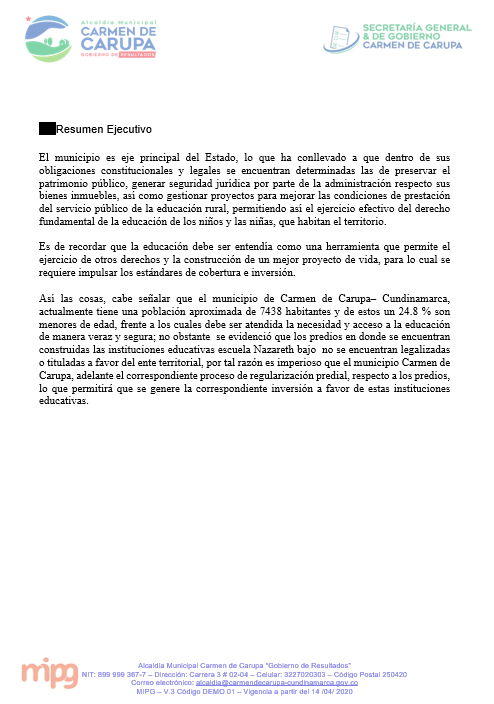 Alcaldía Municipal
CARMEN DE
CARUPA
GOBIERNO DE RESULTADOS
SECRETARÍA GENERAL
& DE GOBIERNO
CARMEN DE CARUPA
Resumen Ejecutivo
El municipio es eje principal del Estado, lo que ha conllevado a que dentro de sus
obligaciones constitucionales y legales se encuentran determinadas las de preservar el
patrimonio público, generar seguridad jurídica por parte de la administración respecto sus
bienes inmuebles, así como gestionar proyectos para mejorar las condiciones de prestación
del servicio público de la educación rural, permitiendo así el ejercicio efectivo del derecho
fundamental de la educación de los niños y las niñas, que habitan el territorio.
Es de recordar que la educación debe ser entendía como una herramienta que permite el
ejercicio de otros derechos y la construcción de un mejor proyecto de vida, para lo cual se
requiere impulsar los estándares de cobertura e inversión.
Así las cosas, cabe señalar que el municipio de Carmen de Carupa– Cundinamarca,
actualmente tiene una población aproximada de 7438 habitantes y de estos un 24.8 % son
menores de edad, frente a los cuales debe ser atendida la necesidad y acceso a la educación
de manera veraz y segura; no obstante se evidenció que los predios en donde se encuentran
construidas las instituciones educativas escuela Nazareth bajo no se encuentran legalizadas
o tituladas a favor del ente territorial, por tal razón es imperioso que el municipio Carmen de
Carupa, adelante el correspondiente proceso de regularización predial, respecto a los predios,
lo que permitirá que se genere la correspondiente inversión a favor de estas instituciones
educativas.
mipg
Alcaldía Municipal Carmen de Carupa "Gobierno de Resultados"
NIT: 899 999 367-7 – Dirección: Carrera 3 # 02-04 – Celular: 3227020303 – Código Postal 250420
Correo electrónico: alcaldia@carmendecarupa-cundinamarca.gov.co
MIPG – V.3 Código DEMO 01 – Vigencia a partir del 14 /04/ 2020